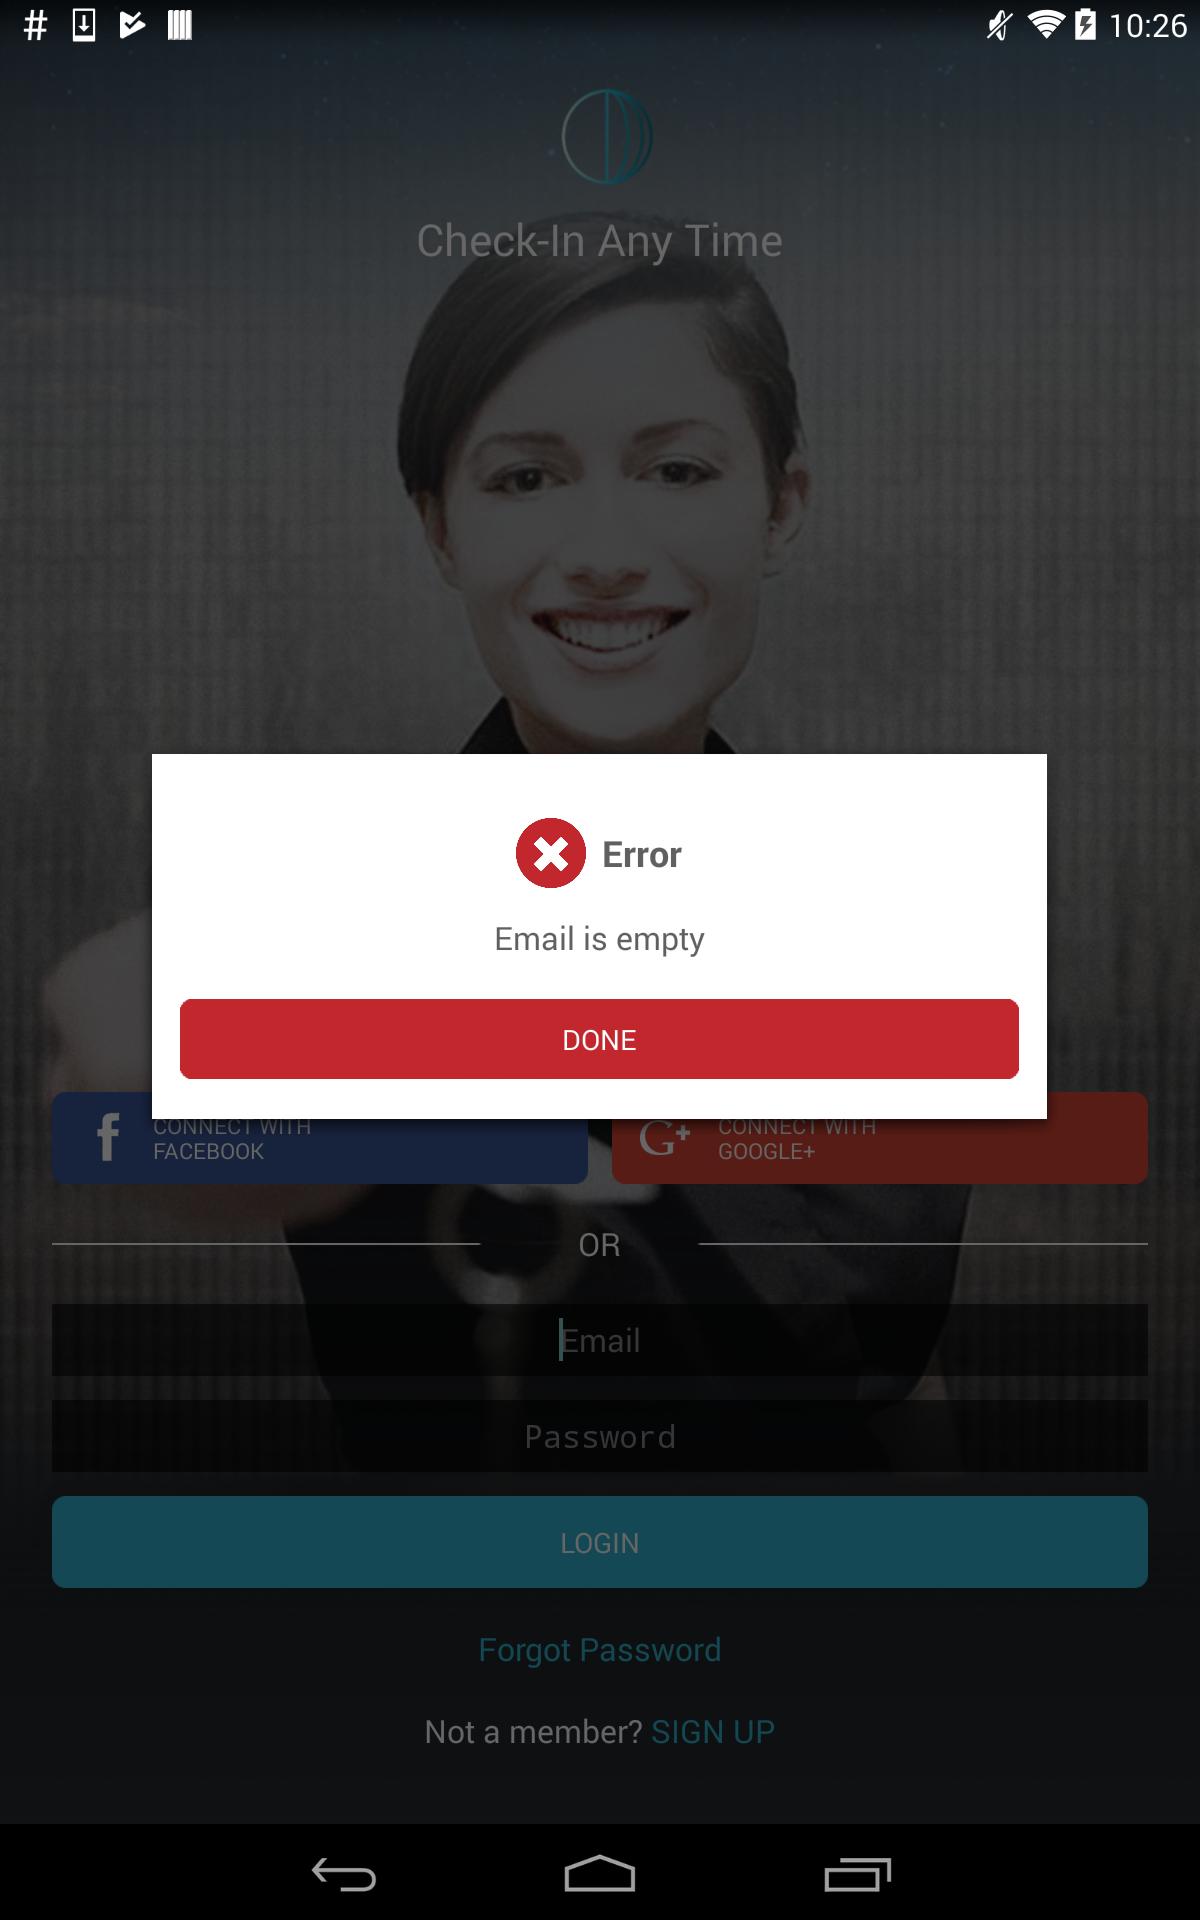 10:26
Check-In Any Time
Error
Email is empty
DONE
CONNECT WITH
FACEBOOK
CONNECT WITH
GOOGLE+
OR
Email
Password
LOGIN
Forgot Password
Not a member? SIGN UP